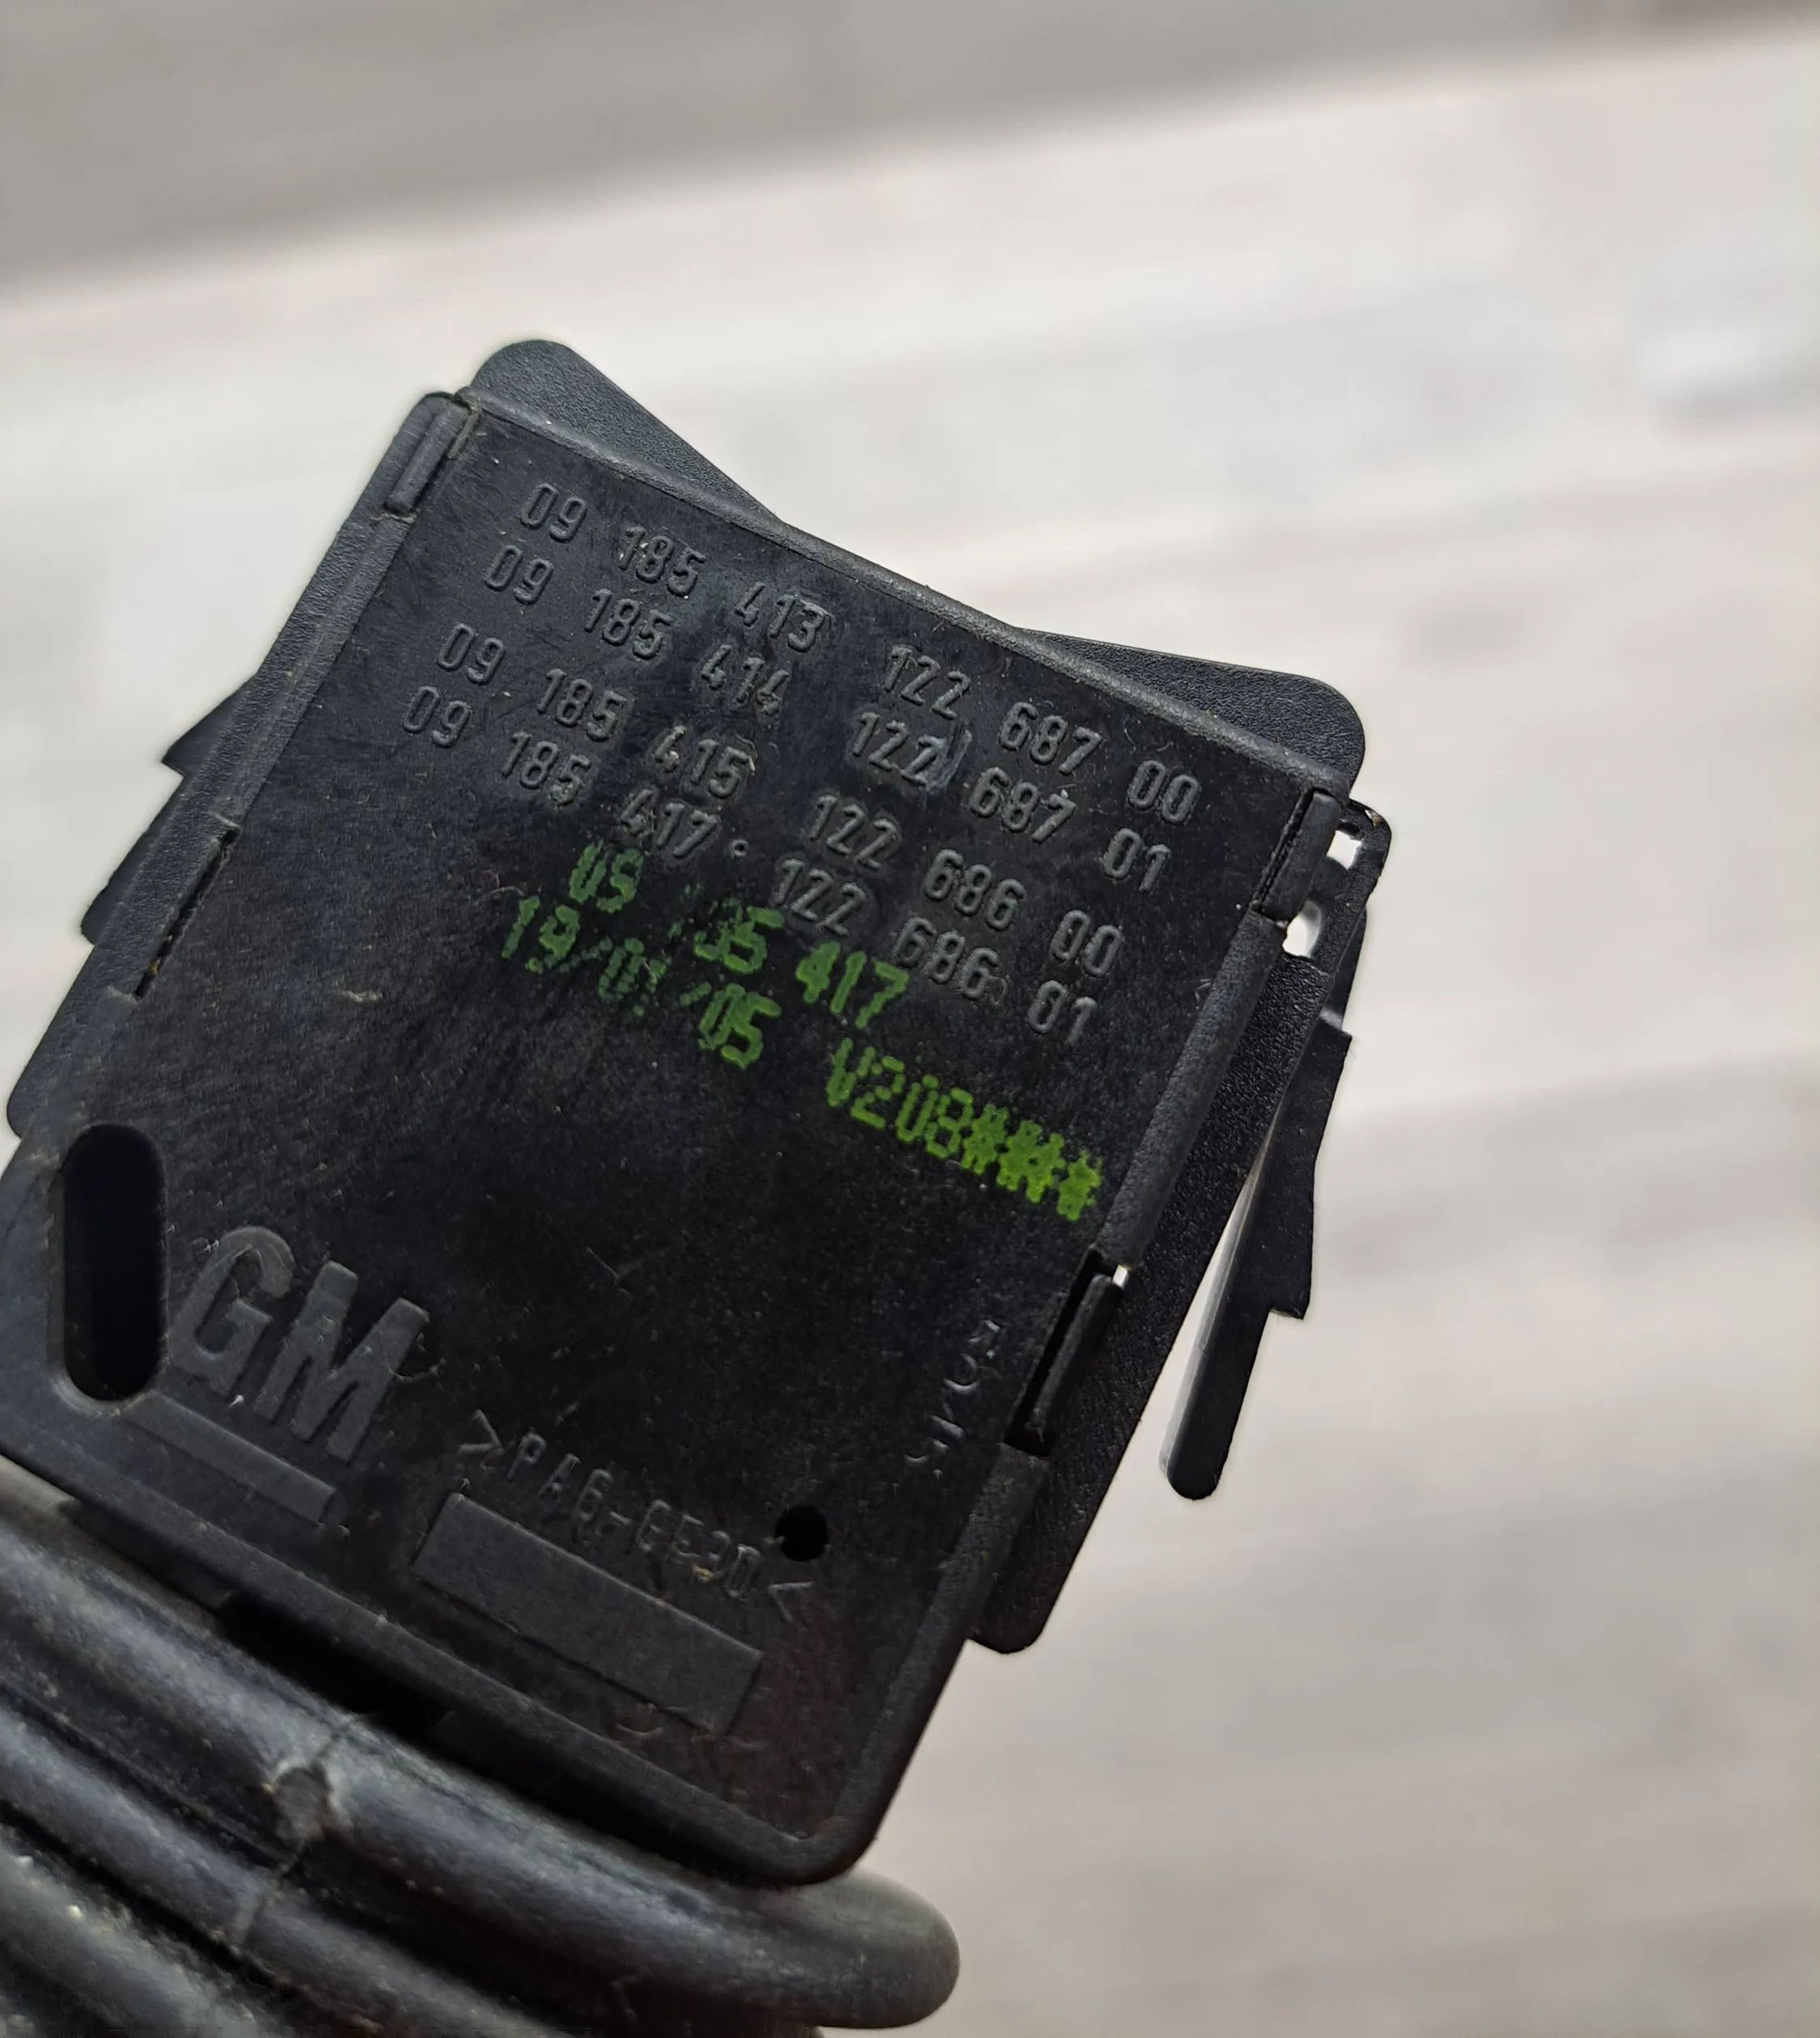 09 185 413 122 687 00
09 185 414 122 687 01
09 185 415 122 686 00
09 185 417 122 686 01
417
19/01/05 V208####
GM
>PA6-GF30<